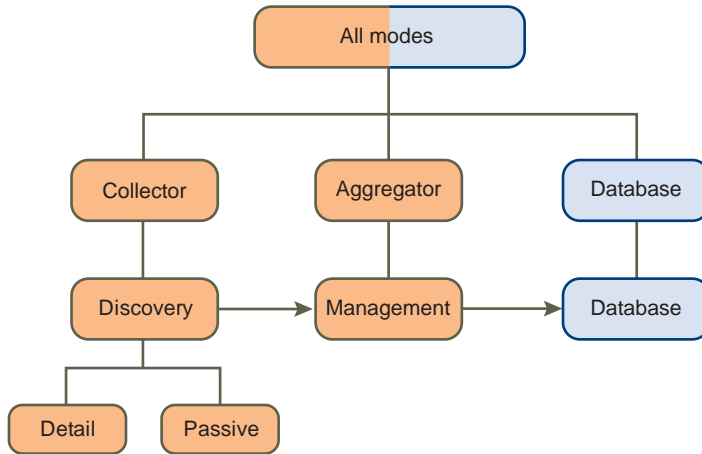 All modes
Collector
Aggregator
Database
Discovery
Management
Database
Detail
Passive